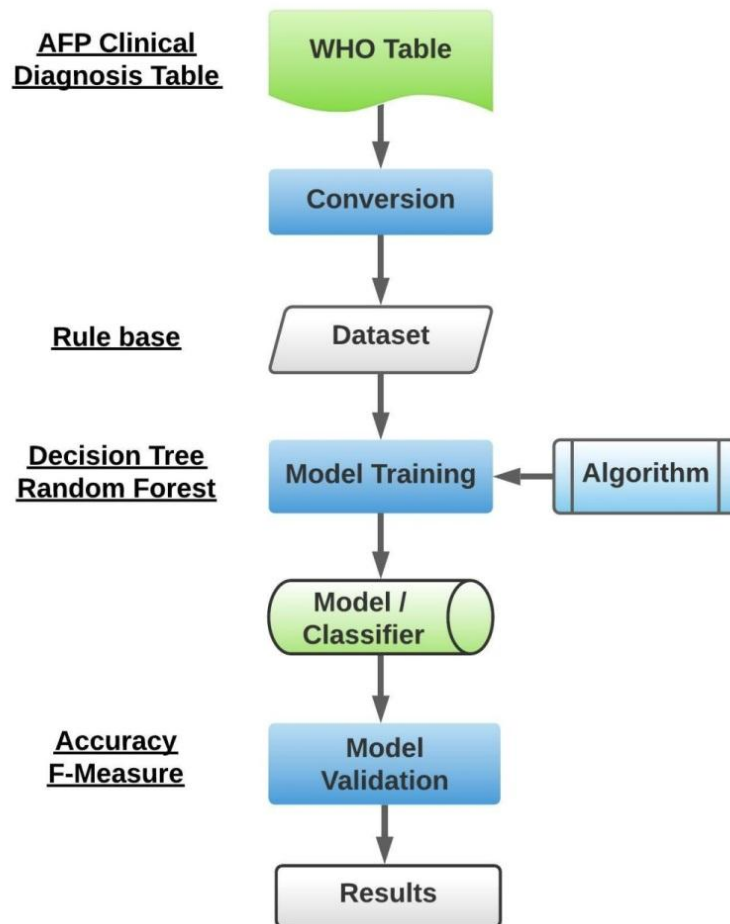 AFP Clinical
Diagnosis Table
WHO Table
Conversion
Rule base
Dataset
Decision Tree
Random Forest
Model Training
Algorithm
Model /
Classifier
Accuracy
F-Measure
Model
Validation
Results